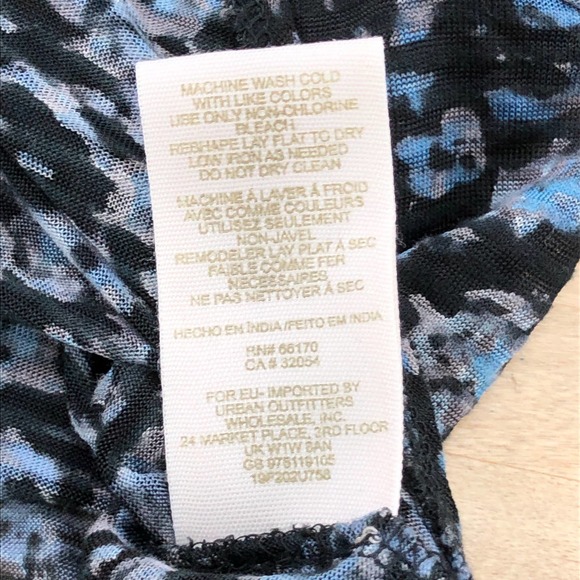 MACHINE WASH COLD
WITH LIKE COLORS
USE ONLY NON-CHLORINE
BLEACH
RESHAPE LAY FLAT TO DRY
LOW IRON AS NEEDED
DO NOT DRY CLEAN
MACHINE À LAVER À FROID
AVEC COMME COULEURS
UTILISEZ SEULEMENT
NON-JAVEL
REMODELER LAY PLAT À SEC
FAIBLE COMME FER
NECESSAIRES
NE PAS NETTOYER À SEC
HECHO EN ÍNDIA /FEITO EM INDIA
RN# 66170
CA # 32054
FOR EU- IMPORTED BY
URBAN OUTFITTERS
WHOLESALE, INC.
24 MARKET PLACE, 3RD FLOOR
UK W1W 8AN
GB 975119105
19F202U758